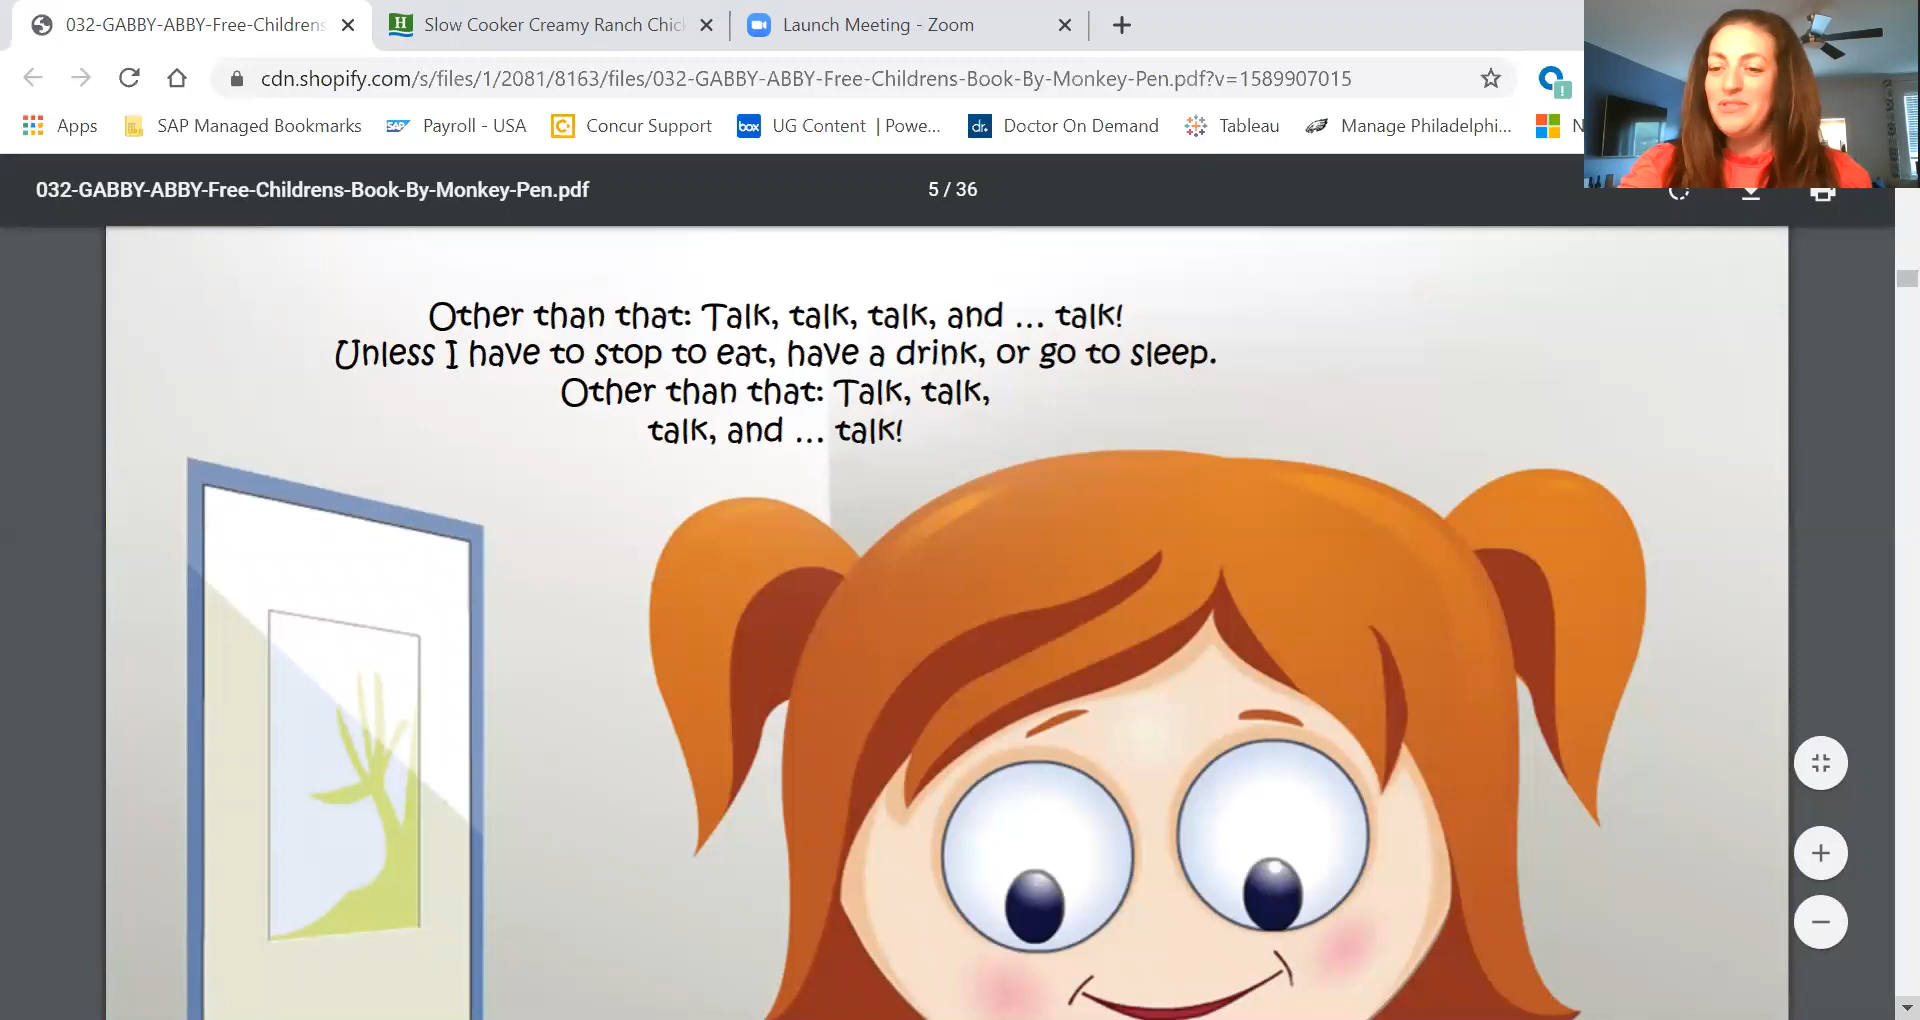 032-GABBY-ABBY-Free-Childrens
Slow Cooker Creamy Ranch Chic
Launch Meeting - Zoom
cdn.shopify.com/s/files/1/2081/8163/files/032-GABBY-ABBY-Free-Childrens-Book-By-Monkey-Pen.pdf?v=1589907015
Apps SAP Managed Bookmarks SAP Payroll - USA Concur Support box UG Content | Powe... dr. Doctor On Demand Tableau Manage Philadelphi... N
032-GABBY-ABBY-Free-Childrens-Book-By-Monkey-Pen.pdf 5 / 36
Other than that: Talk, talk, talk, and ... talk!
Unless I have to stop to eat, have a drink, or go to sleep.
Other than that: Talk, talk,
talk, and ... talk!